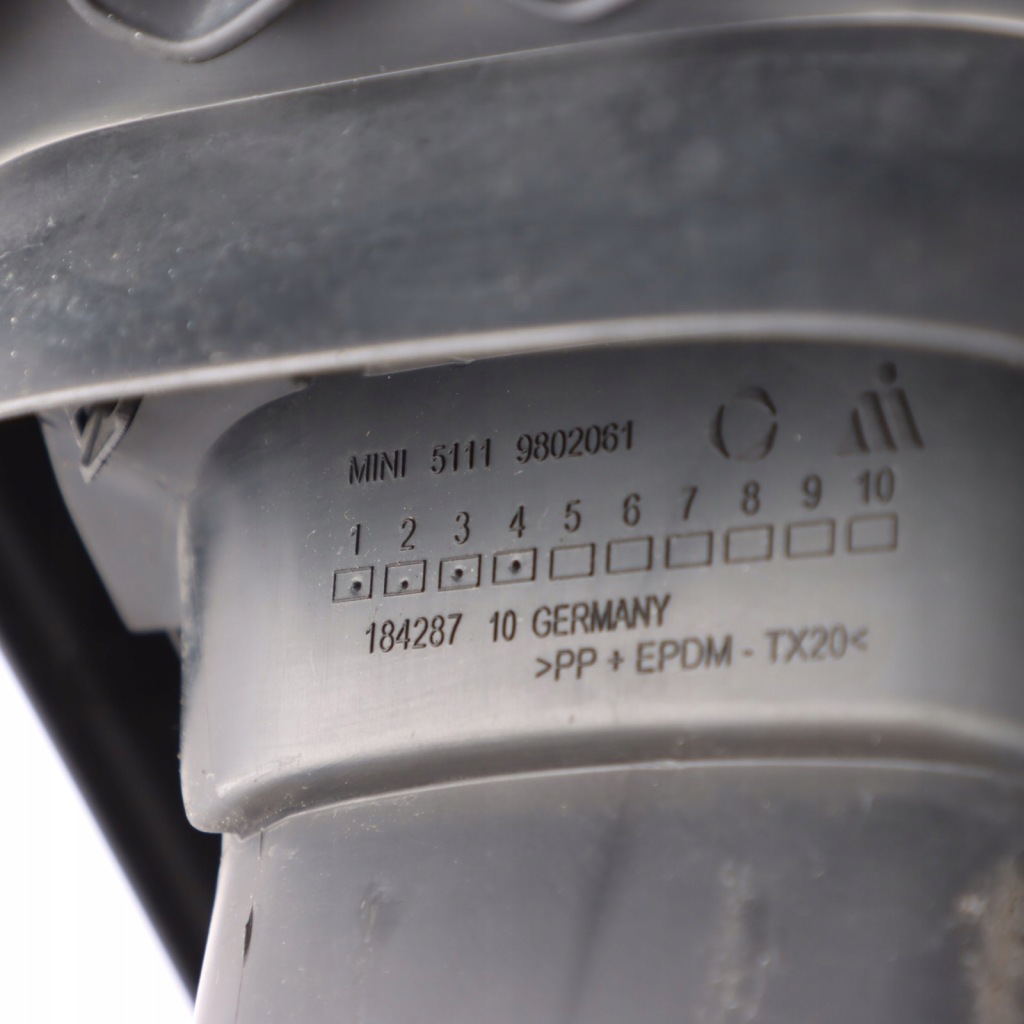 MINI 5111 9802061
1 2 3 4 5 6 7 8 9 10
184287 10 GERMANY
>PP + EPDM - TX20<